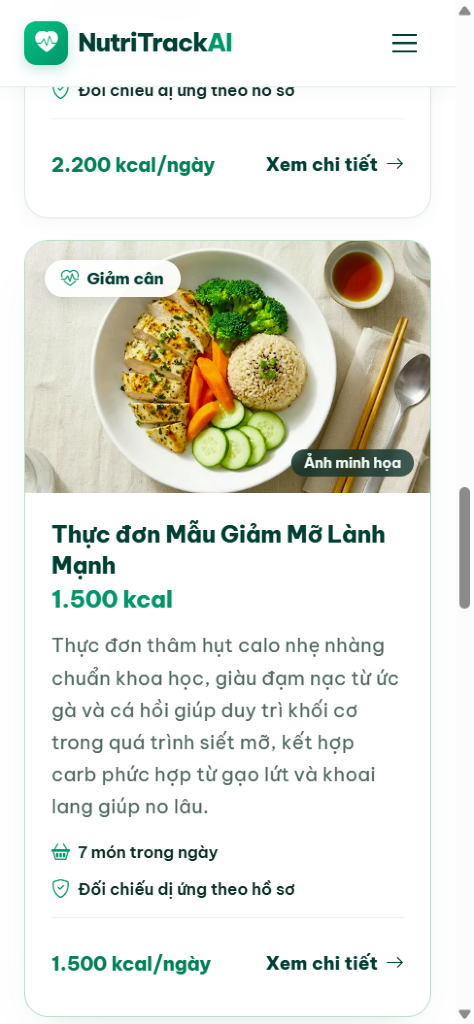 NutriTrackAI
Đối chiếu dị ứng theo hồ sơ
2.200 kcal/ngày
Xem chi tiết →
Giảm cân
Ảnh minh họa
Thực đơn Mẫu Giảm Mỡ Lành
Mạnh
1.500 kcal
Thực đơn thâm hụt calo nhẹ nhàng
chuẩn khoa học, giàu đạm nạc từ ức
gà và cá hồi giúp duy trì khối cơ
trong quá trình siết mỡ, kết hợp
carb phức hợp từ gạo lứt và khoai
lang giúp no lâu.
7 món trong ngày
Đối chiếu dị ứng theo hồ sơ
1.500 kcal/ngày
Xem chi tiết →